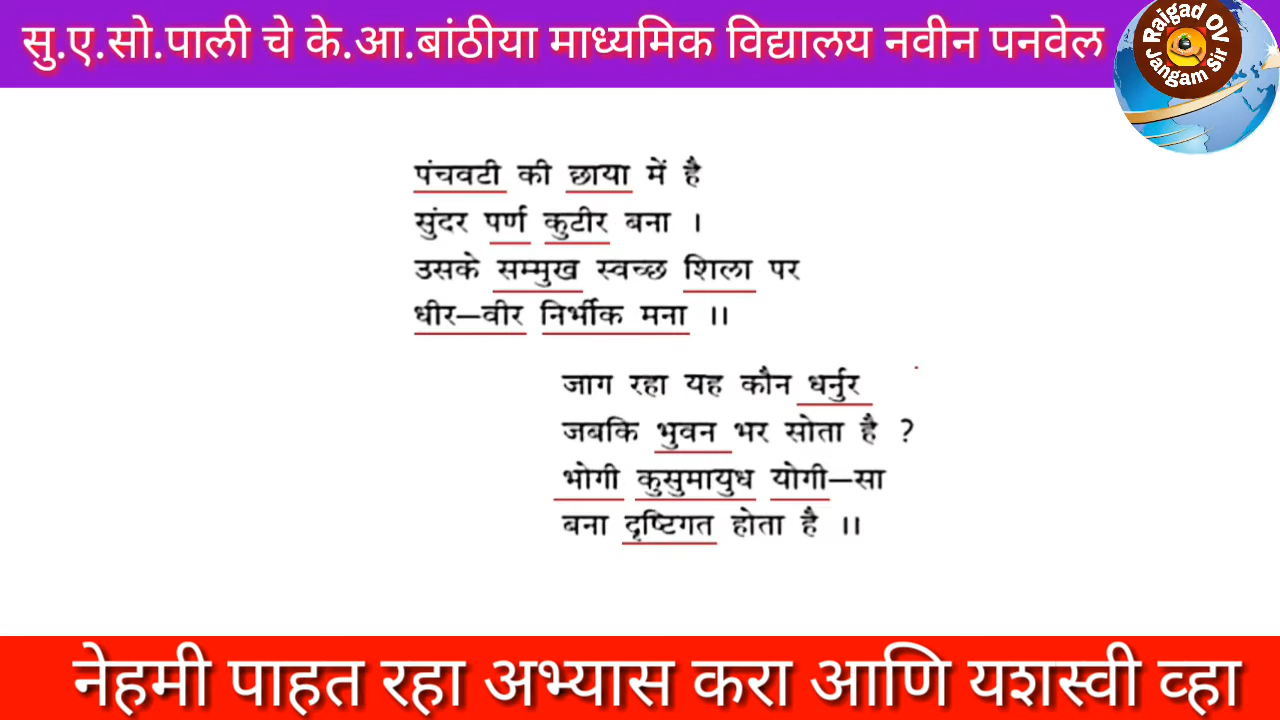 सु.ए.सो.पाली चे के.आ.बांठीया माध्यमिक विद्यालय नवीन पनवेल
Raigad OV
Jangam Sir
पंचवटी की छाया में है
सुंदर पर्ण कुटीर बना ।
उसके सम्मुख स्वच्छ शिला पर
धीर—वीर निर्भीक मना ।।
जाग रहा यह कौन धर्नुर
जबकि भुवन भर सोता है ?
भोगी कुसुमायुध योगी—सा
बना दृष्टिगत होता है ।।
नेहमी पाहत रहा अभ्यास करा आणि यशस्वी व्हा